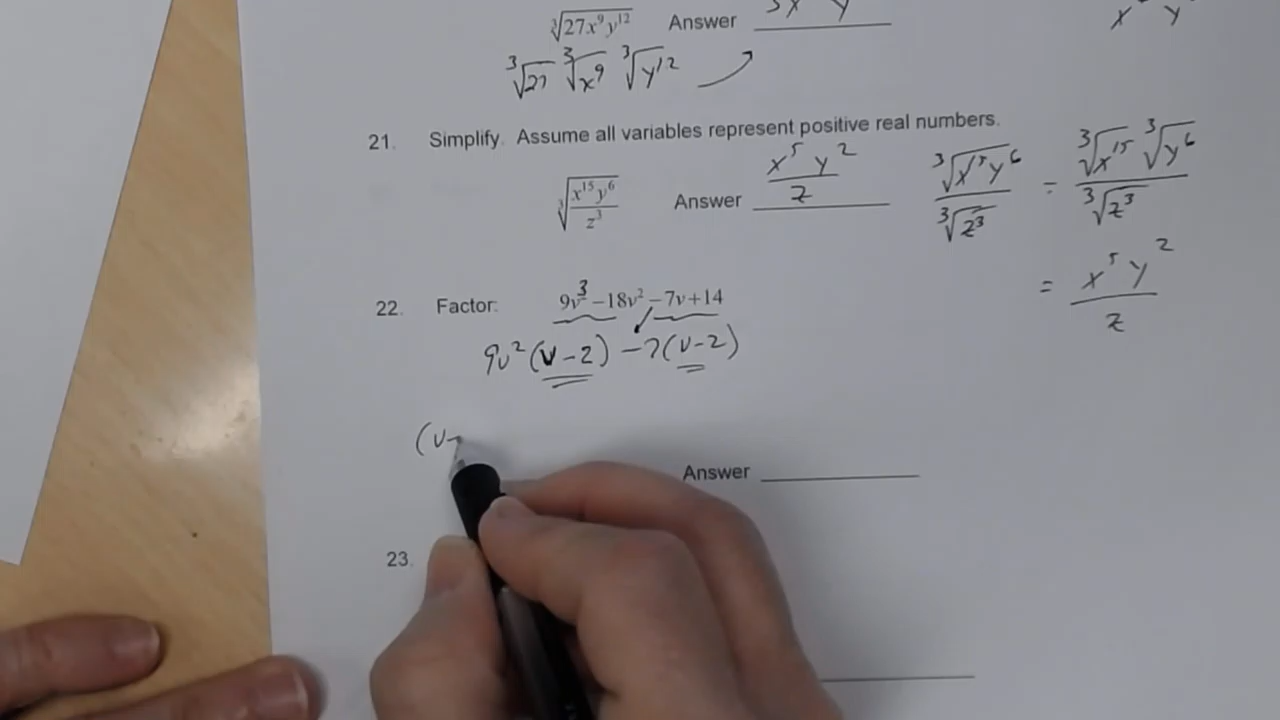 ∛27x⁹y¹² Answer 3x y
∛27 ∛x⁹ ∛y¹²
x y
21. Simplify. Assume all variables represent positive real numbers.
∛(x¹⁵y⁶/z³) Answer x⁵y²/z
∛x¹⁵y⁶/∛z³ = ∛x¹⁵ ∛y⁶/∛z³
= x⁵y²/z
22. Factor: 9v³−18v²−7v+14
9v²(v−2) −7(v−2)
(v-
Answer
23.